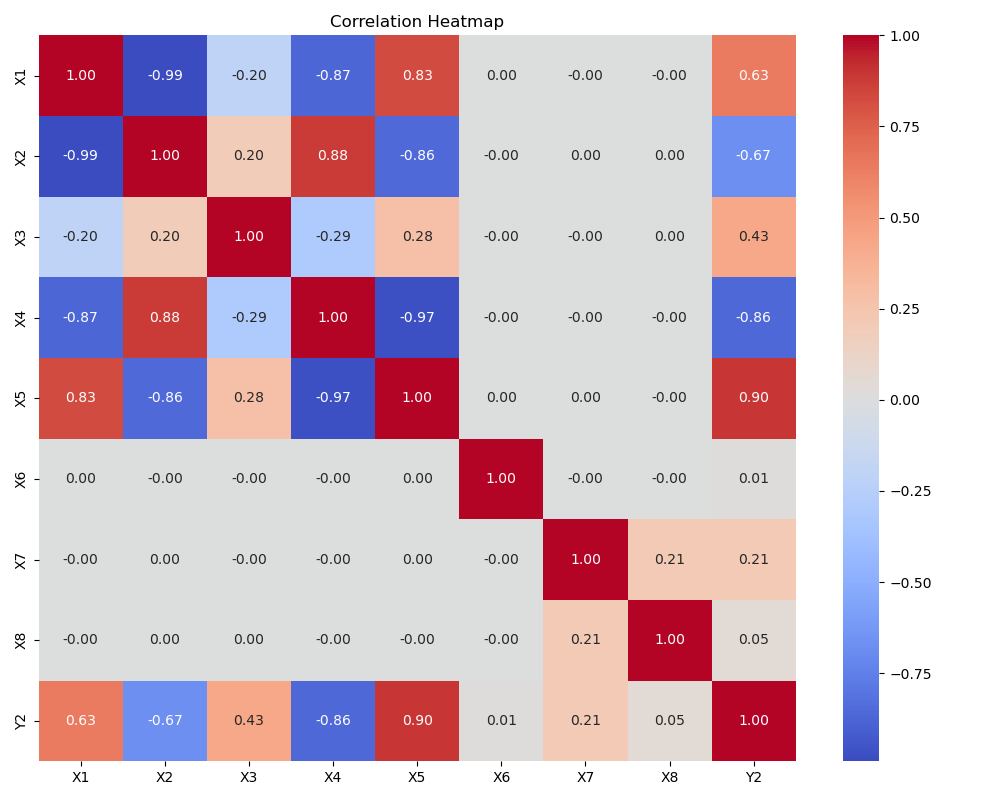 Correlation Heatmap
X1 1.00 -0.99 -0.20 -0.87 0.83 0.00 -0.00 -0.00 0.63
X2 -0.99 1.00 0.20 0.88 -0.86 -0.00 0.00 0.00 -0.67
X3 -0.20 0.20 1.00 -0.29 0.28 -0.00 -0.00 0.00 0.43
X4 -0.87 0.88 -0.29 1.00 -0.97 -0.00 -0.00 -0.00 -0.86
X5 0.83 -0.86 0.28 -0.97 1.00 0.00 0.00 -0.00 0.90
X6 0.00 -0.00 -0.00 -0.00 0.00 1.00 -0.00 -0.00 0.01
X7 -0.00 0.00 -0.00 -0.00 0.00 -0.00 1.00 0.21 0.21
X8 -0.00 0.00 0.00 -0.00 -0.00 -0.00 0.21 1.00 0.05
Y2 0.63 -0.67 0.43 -0.86 0.90 0.01 0.21 0.05 1.00
X1 X2 X3 X4 X5 X6 X7 X8 Y2
1.00
0.75
0.50
0.25
0.00
−0.25
−0.50
−0.75